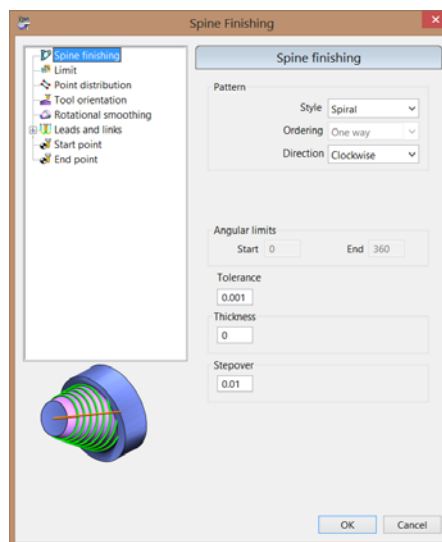 Spine Finishing
Spine finishing
Limit
Point distribution
Tool orientation
Rotational smoothing
Leads and links
Start point
End point
Spine finishing
Pattern
Style Spiral
Ordering One way
Direction Clockwise
Angular limits
Start 0 End 360
Tolerance
0.001
Thickness
0
Stepover
0.01
OK Cancel